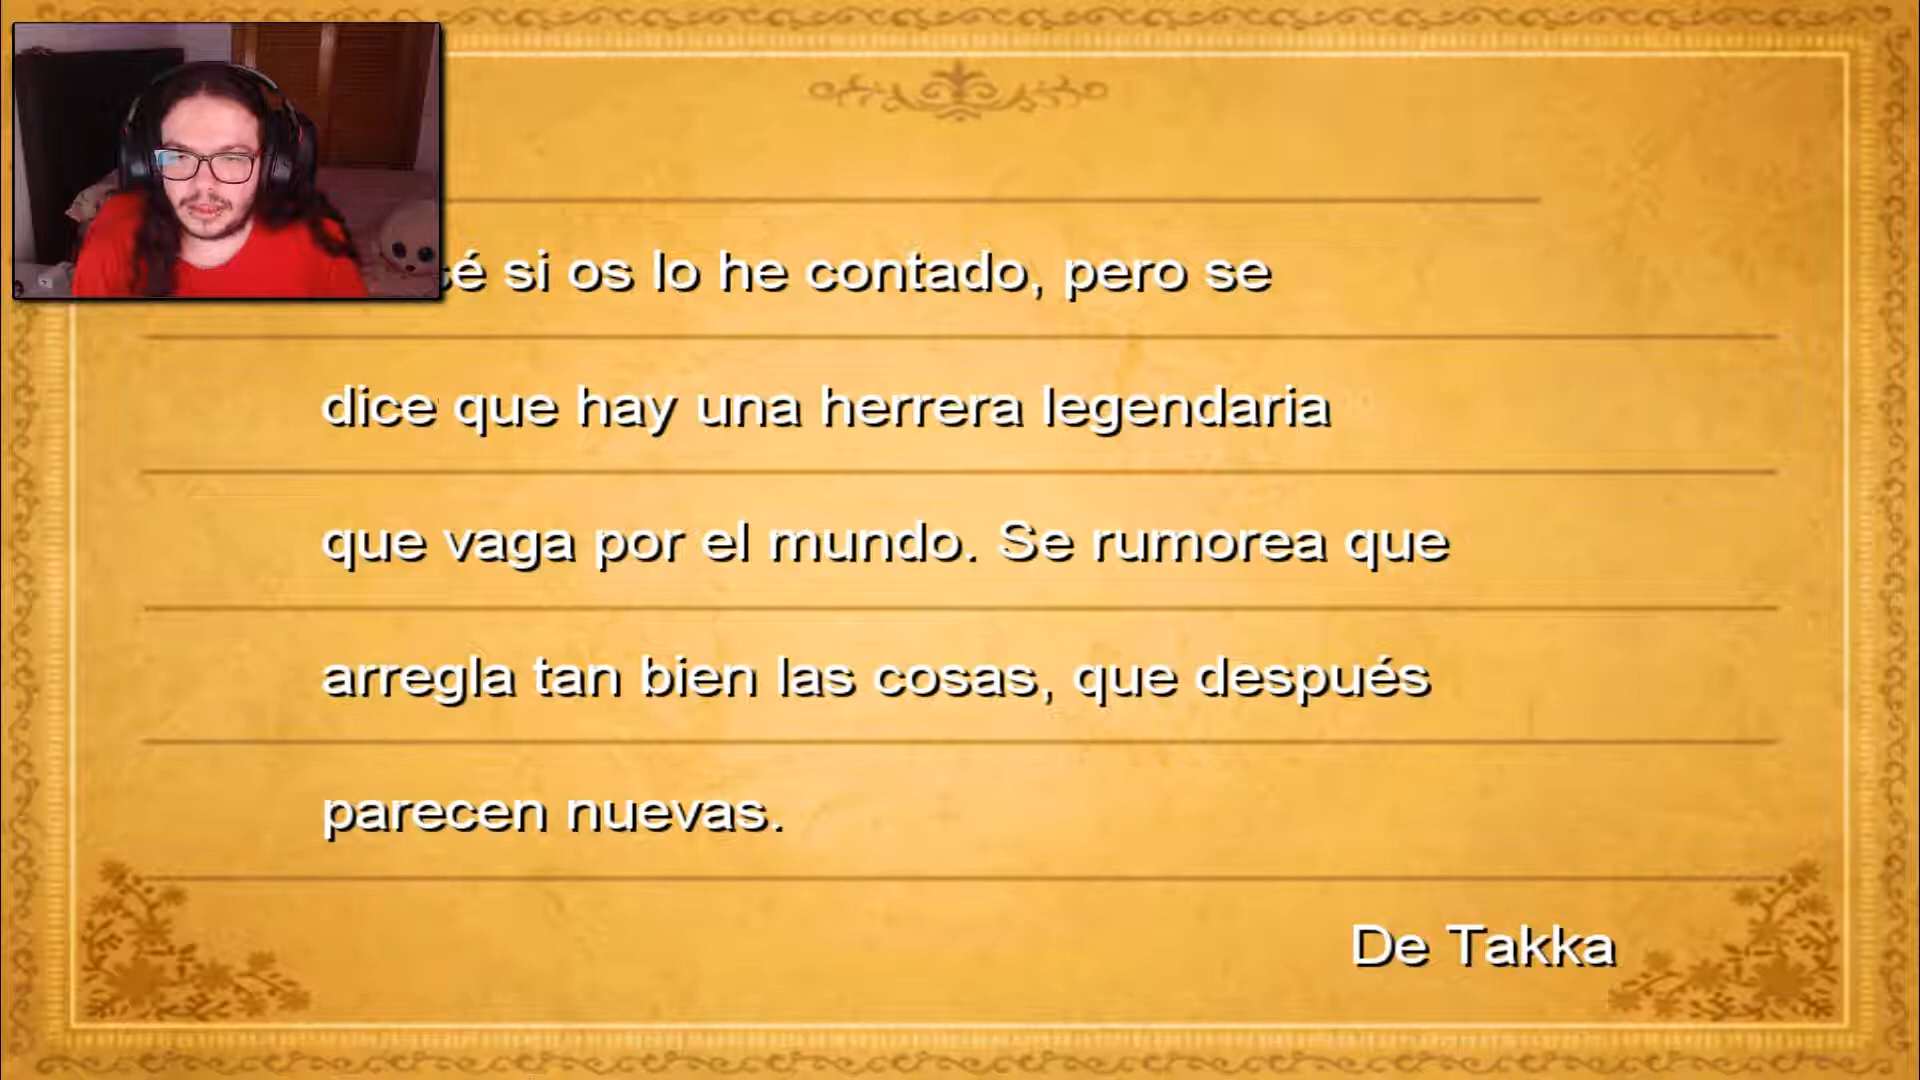 si os lo he contado, pero se
dice que hay una herrera legendaria
que vaga por el mundo. Se rumorea que
arregla tan bien las cosas, que después
parecen nuevas.
De Takka